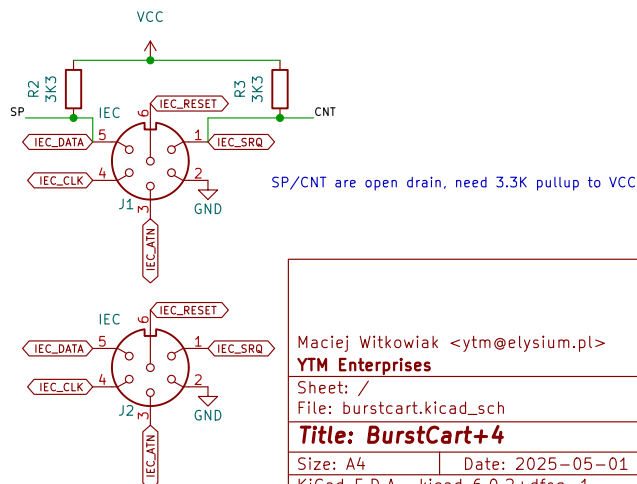 VCC
R2
3K3
R3
3K3
SP
CNT
IEC
IEC_RESET
6
IEC_DATA
5
1
IEC_SRQ
IEC_CLK
4
2
GND
J1
3
IEC_ATN
SP/CNT are open drain, need 3.3K pullup to VCC
IEC
IEC_RESET
6
IEC_DATA
5
1
IEC_SRQ
IEC_CLK
4
2
GND
J2
3
IEC_ATN
Maciej Witkowiak <ytm@elysium.pl>
YTM Enterprises
Sheet: /
File: burstcart.kicad_sch
Title: BurstCart+4
Size: A4
Date: 2025-05-01
KiCad E.D.A.